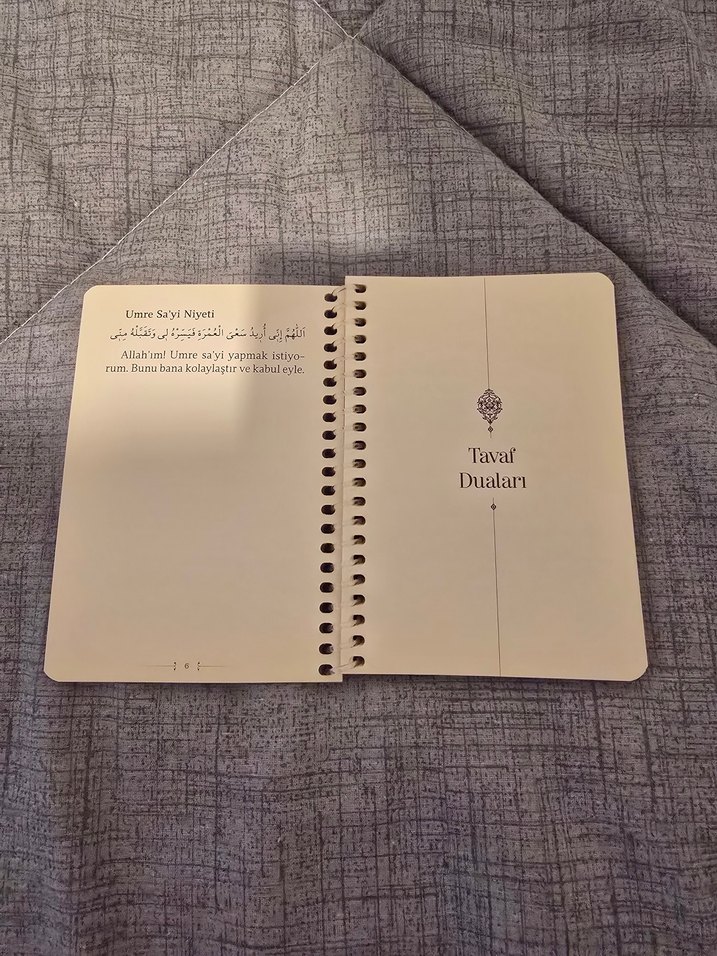 Umre Sa'yi Niyeti
اَللّٰهُمَّ إِنِّى أُرِيدُ سَعْىَ الْعُمْرَةِ فَيَسِّرْهُ لِى وَتَقَبَّلْهُ مِنِّى
Allah'ım! Umre sa'yi yapmak istiyo-
rum. Bunu bana kolaylaştır ve kabul eyle.
6
Tavaf
Duaları